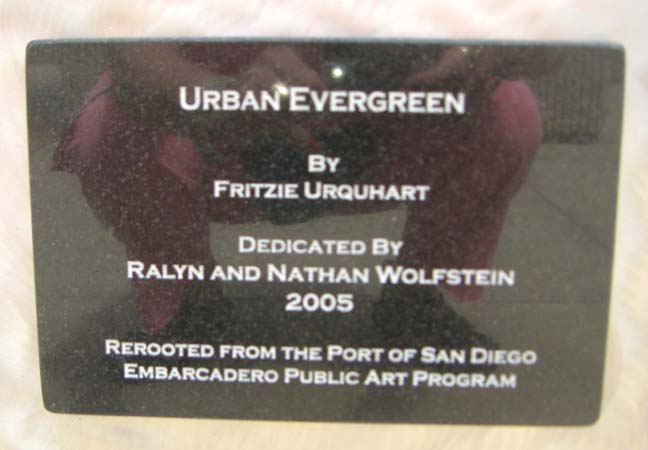 URBAN EVERGREEN
BY
FRITZIE URQUHART
DEDICATED BY
RALYN AND NATHAN WOLFSTEIN
2005
REROOTED FROM THE PORT OF SAN DIEGO
EMBARCADERO PUBLIC ART PROGRAM